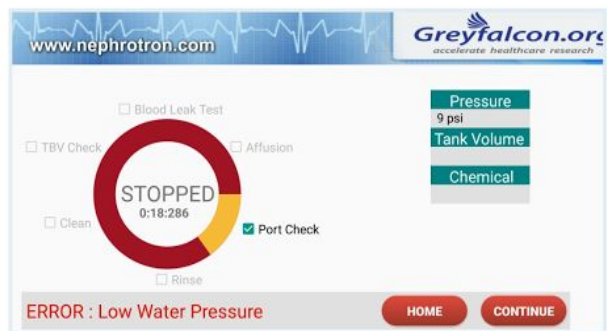 www.nephrotron.com
Greyfalcon.org
accelerate healthcare research
Blood Leak Test
TBV Check
Affusion
STOPPED
0:18:286
Clean
Port Check
Rinse
Pressure
9 psi
Tank Volume
Chemical
ERROR : Low Water Pressure
HOME
CONTINUE